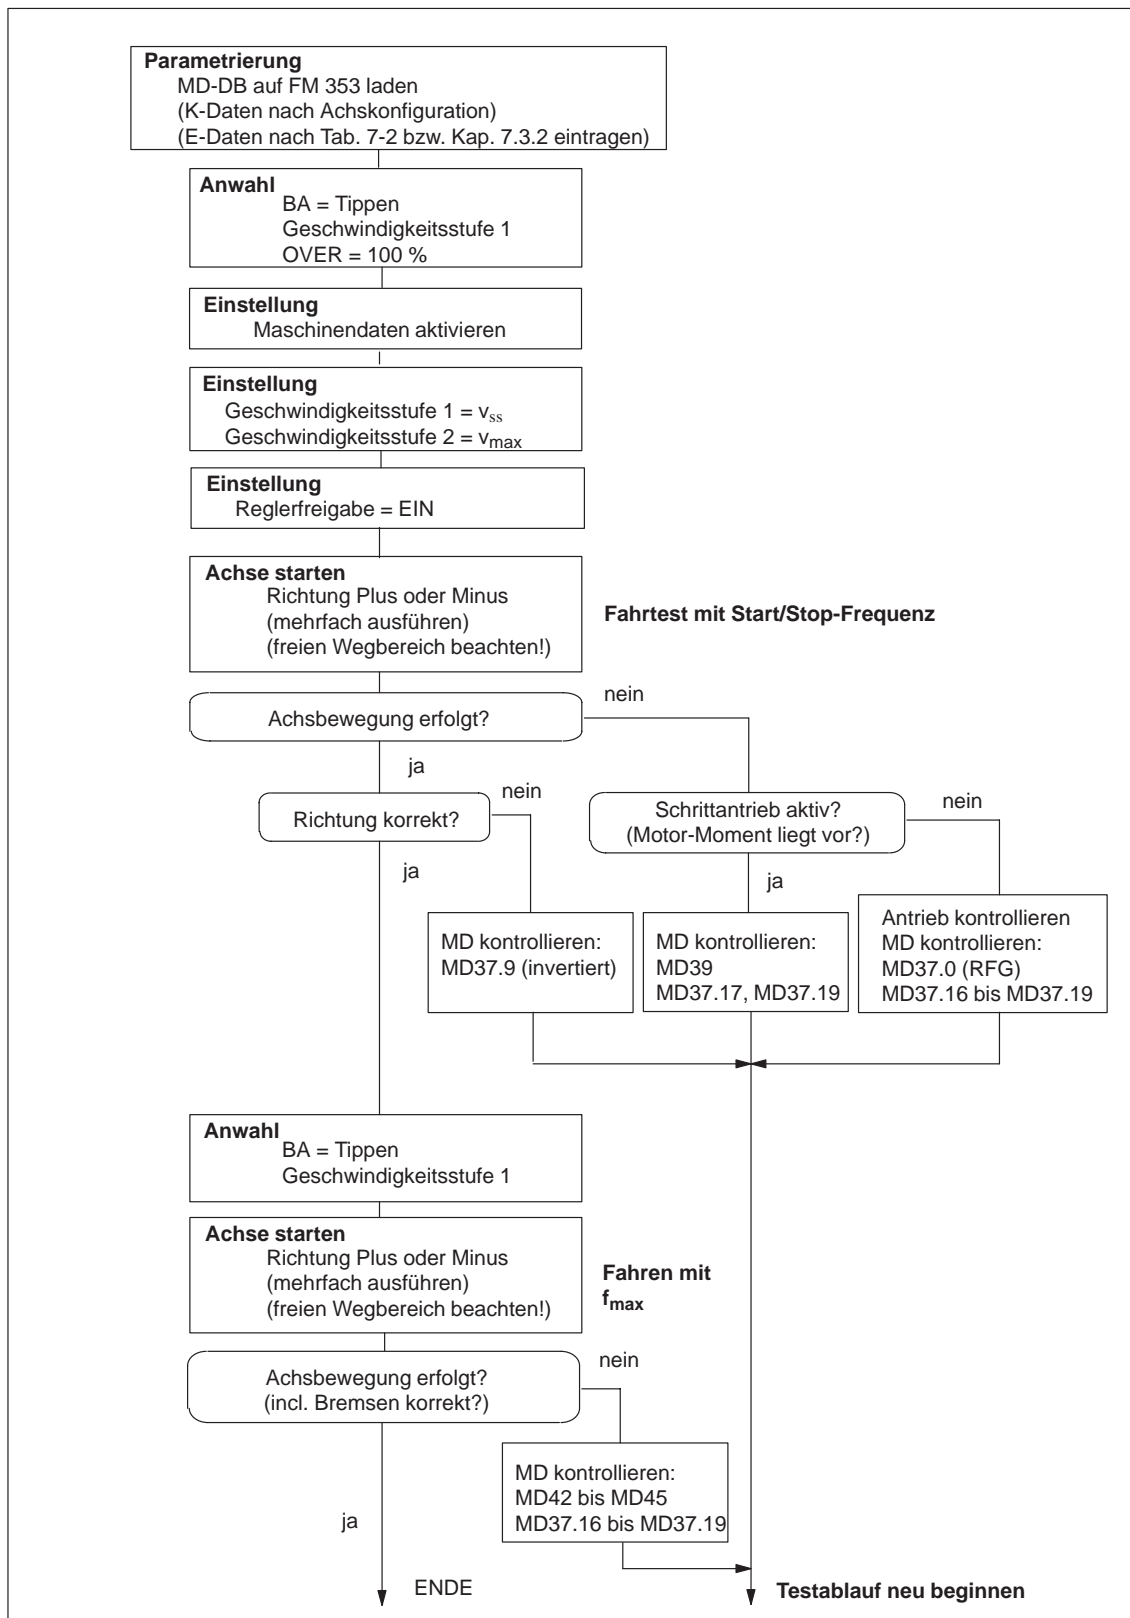 Parametrierung
MD-DB auf FM 353 laden
(K-Daten nach Achskonfiguration)
(E-Daten nach Tab. 7-2 bzw. Kap. 7.3.2 eintragen)
Anwahl
BA = Tippen
Geschwindigkeitsstufe 1
OVER = 100 %
Einstellung
Maschinendaten aktivieren
Einstellung
Geschwindigkeitsstufe 1 = vss
Geschwindigkeitsstufe 2 = vmax
Einstellung
Reglerfreigabe = EIN
Achse starten
Richtung Plus oder Minus
(mehrfach ausführen)
(freien Wegbereich beachten!)
Fahrtest mit Start/Stop-Frequenz
Achsbewegung erfolgt?
nein
ja
Richtung korrekt?
nein
Schrittantrieb aktiv?
(Motor-Moment liegt vor?)
nein
ja
ja
MD kontrollieren:
MD37.9 (invertiert)
MD kontrollieren:
MD39
MD37.17, MD37.19
Antrieb kontrollieren
MD kontrollieren:
MD37.0 (RFG)
MD37.16 bis MD37.19
Anwahl
BA = Tippen
Geschwindigkeitsstufe 1
Achse starten
Richtung Plus oder Minus
(mehrfach ausführen)
(freien Wegbereich beachten!)
Fahren mit
fmax
Achsbewegung erfolgt?
(incl. Bremsen korrekt?)
nein
MD kontrollieren:
MD42 bis MD45
MD37.16 bis MD37.19
ja
ENDE
Testablauf neu beginnen